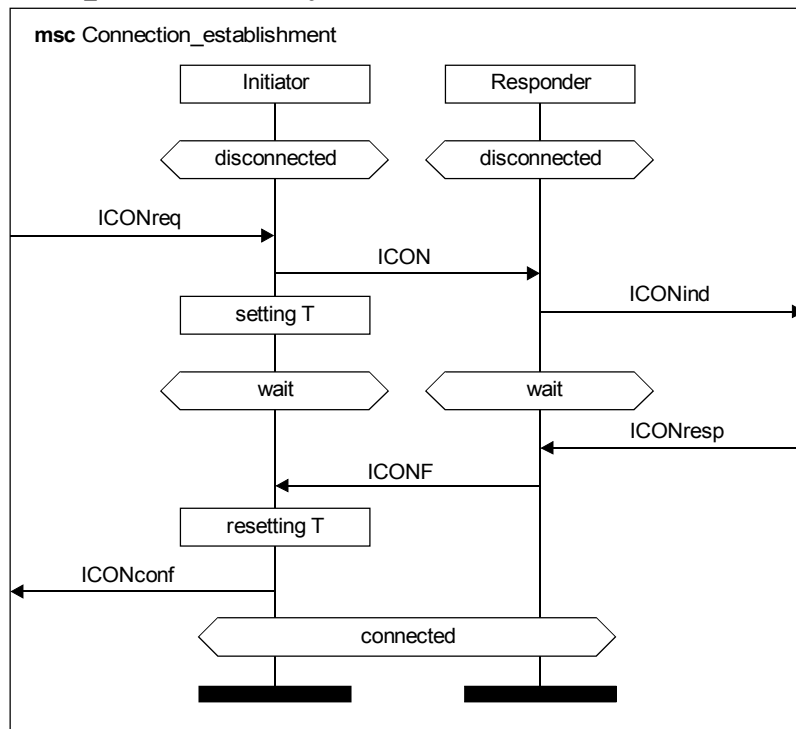 msc Connection_establishment
Initiator
Responder
disconnected
disconnected
ICONreq
ICON
ICONind
setting T
wait
wait
ICONresp
ICONF
resetting T
ICONconf
connected